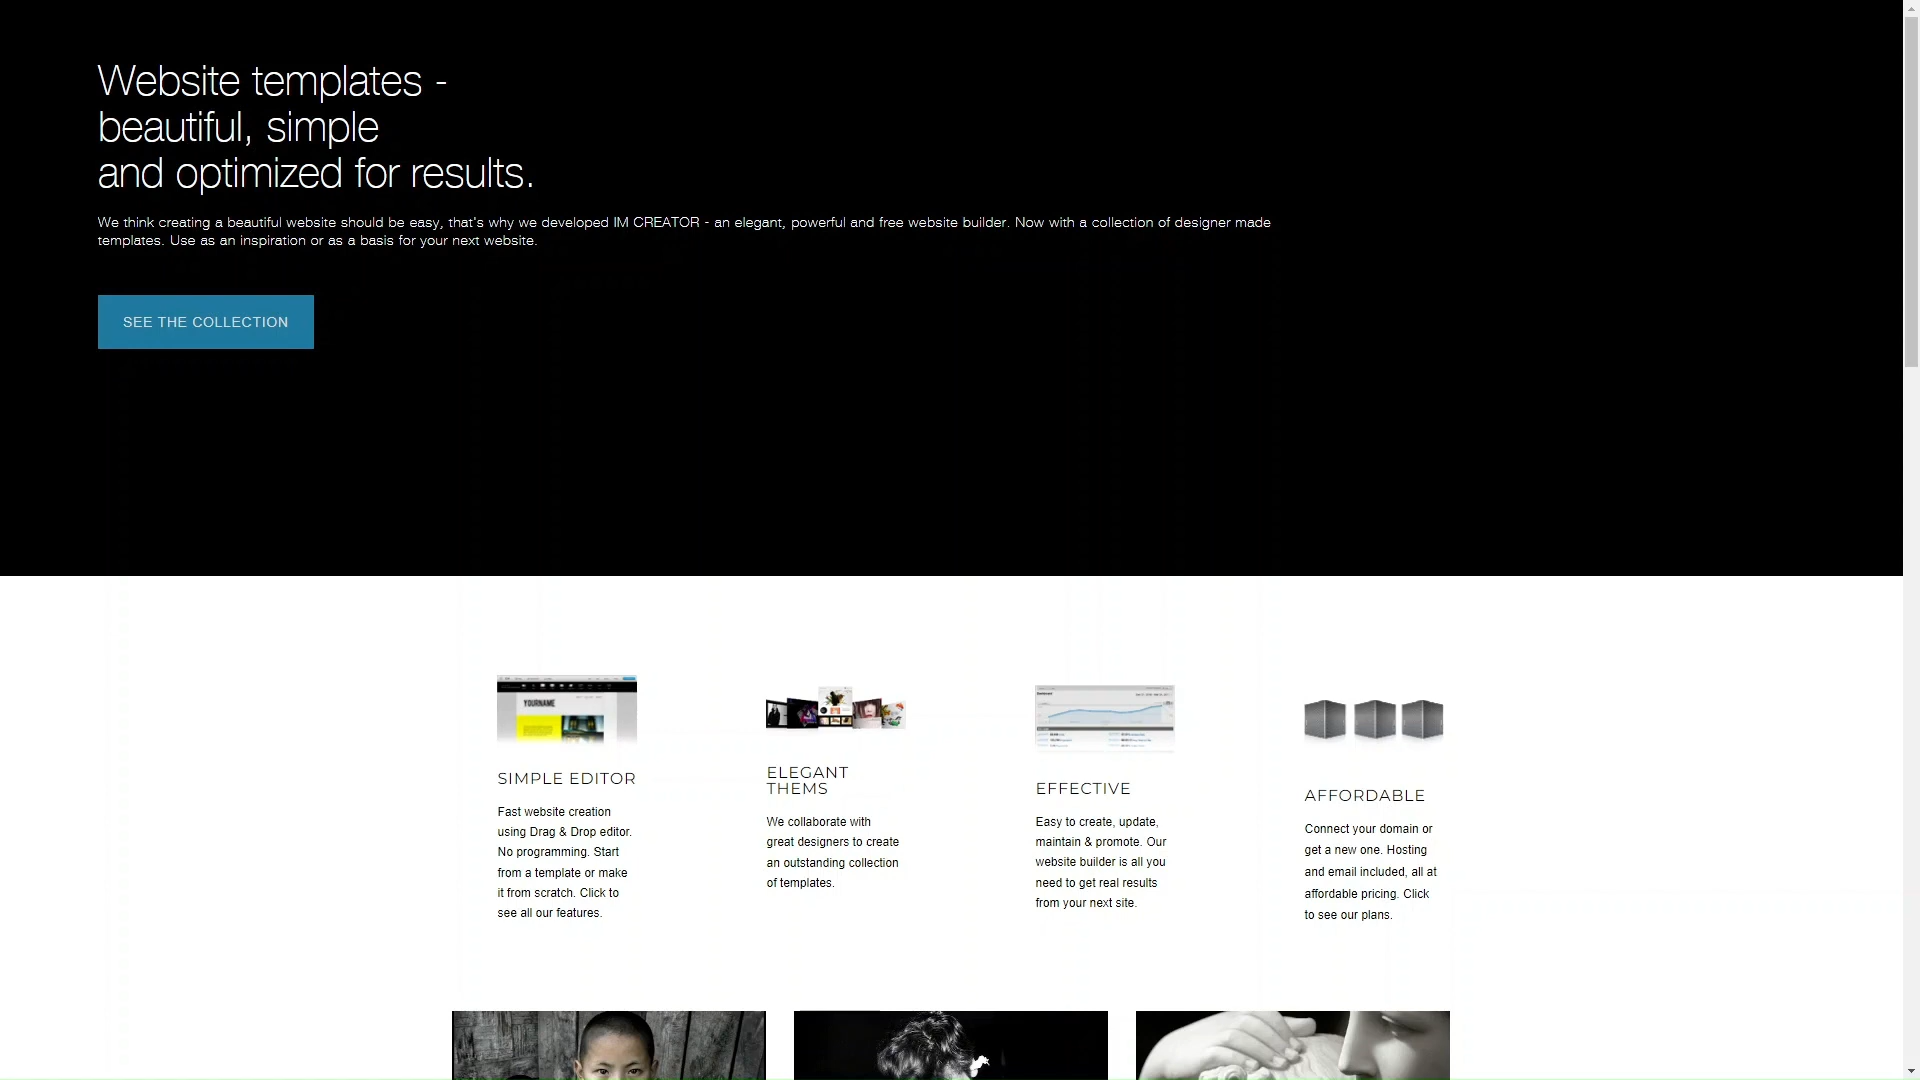 Website templates -
beautiful, simple
and optimized for results.
We think creating a beautiful website should be easy, that's why we developed IM CREATOR - an elegant, powerful and free website builder. Now with a collection of designer made
templates. Use as an inspiration or as a basis for your next website.
SEE THE COLLECTION
YOURNAME
SIMPLE EDITOR
Fast website creation
using Drag & Drop editor.
No programming. Start
from a template or make
it from scratch. Click to
see all our features.
ELEGANT
THEMS
We collaborate with
great designers to create
an outstanding collection
of templates.
EFFECTIVE
Easy to create, update,
maintain & promote. Our
website builder is all you
need to get real results
from your next site.
AFFORDABLE
Connect your domain or
get a new one. Hosting
and email included, all at
affordable pricing. Click
to see our plans.